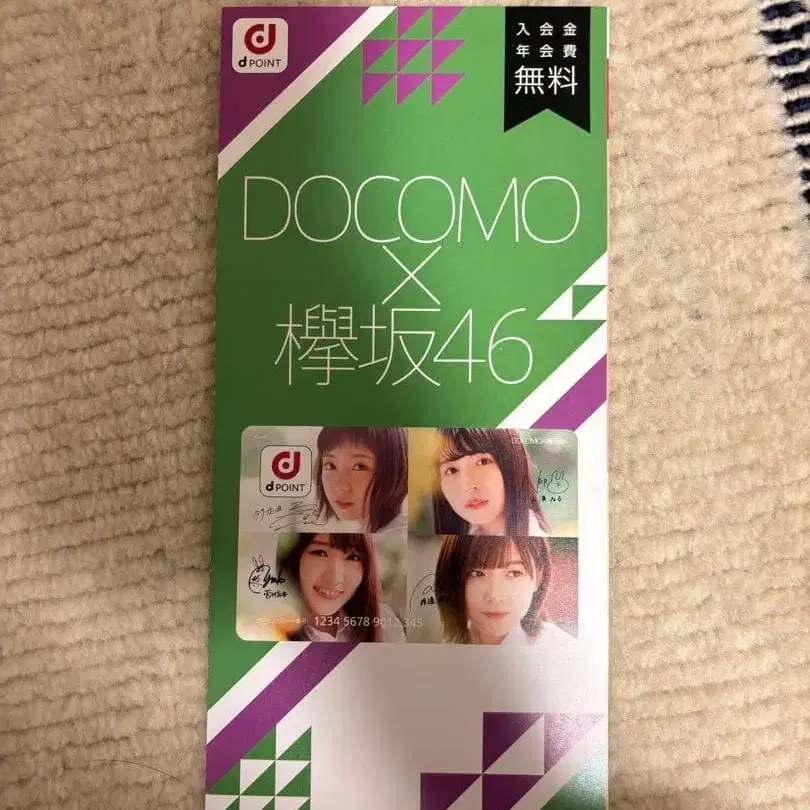 d POINT
入会金
年会費
無料
DOCOMO
×
欅坂46
d POINT
1234 5678 9012 345